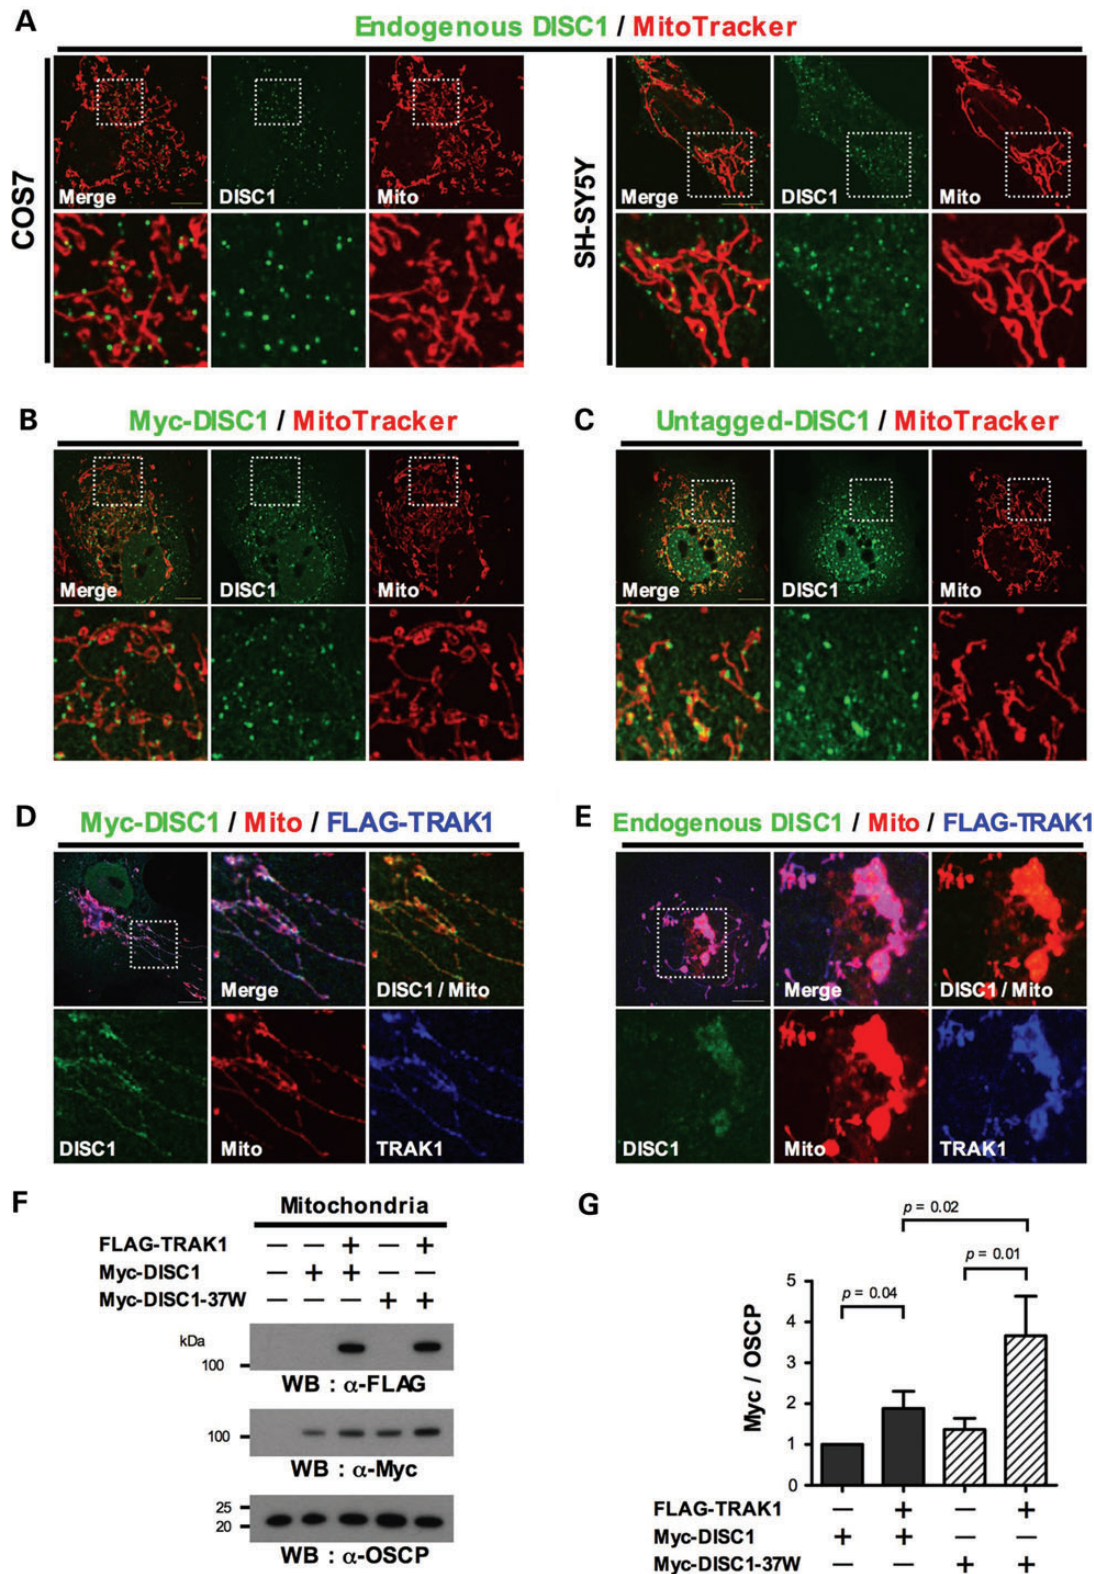 A
Endogenous DISC1 / MitoTracker
COS7
Merge
DISC1
Mito
SH-SY5Y
Merge
DISC1
Mito
B
Myc-DISC1 / MitoTracker
Merge
DISC1
Mito
C
Untagged-DISC1 / MitoTracker
Merge
DISC1
Mito
D
Myc-DISC1 / Mito / FLAG-TRAK1
Merge
DISC1 / Mito
DISC1
Mito
TRAK1
E
Endogenous DISC1 / Mito / FLAG-TRAK1
Merge
DISC1 / Mito
DISC1
Mito
TRAK1
F
Mitochondria
FLAG-TRAK1 — — + — +
Myc-DISC1 — + + — —
Myc-DISC1-37W — — — + +
kDa
100
WB : α-FLAG
100
WB : α-Myc
25
20
WB : α-OSCP
G
p = 0.02
p = 0.01
p = 0.04
Myc / OSCP
5
4
3
2
1
0
FLAG-TRAK1 — + — +
Myc-DISC1 + + — —
Myc-DISC1-37W — — + +